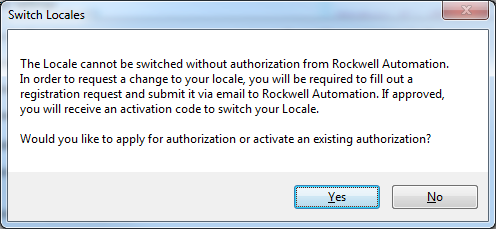 Switch Locales
The Locale cannot be switched without authorization from Rockwell Automation.
In order to request a change to your locale, you will be required to fill out a
registration request and submit it via email to Rockwell Automation. If approved,
you will receive an activation code to switch your Locale.
Would you like to apply for authorization or activate an existing authorization?
Yes
No